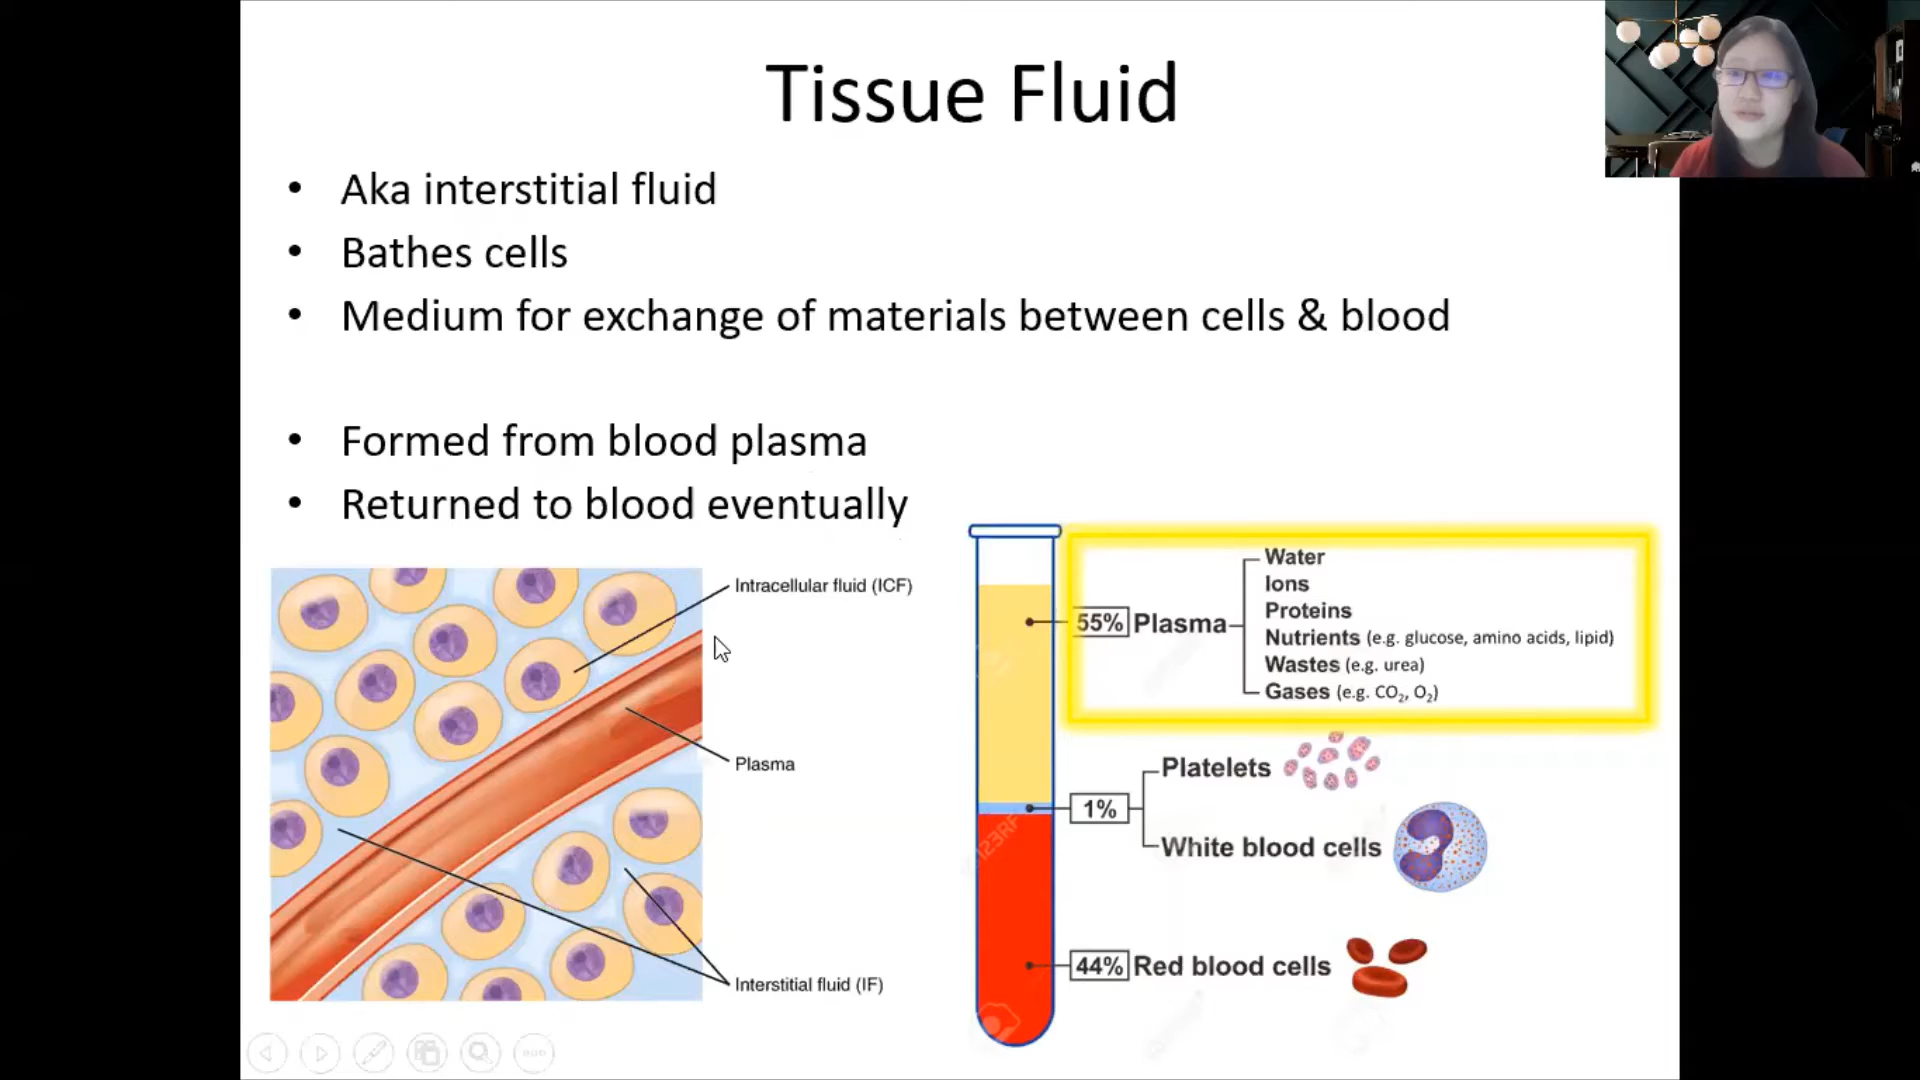 Tissue Fluid
• Aka interstitial fluid
• Bathes cells
• Medium for exchange of materials between cells & blood
• Formed from blood plasma
• Returned to blood eventually
Intracellular fluid (ICF)
Plasma
Interstitial fluid (IF)
55% Plasma
Water
Ions
Proteins
Nutrients (e.g. glucose, amino acids, lipid)
Wastes (e.g. urea)
Gases (e.g. CO₂, O₂)
1%
Platelets
White blood cells
44% Red blood cells
123RF